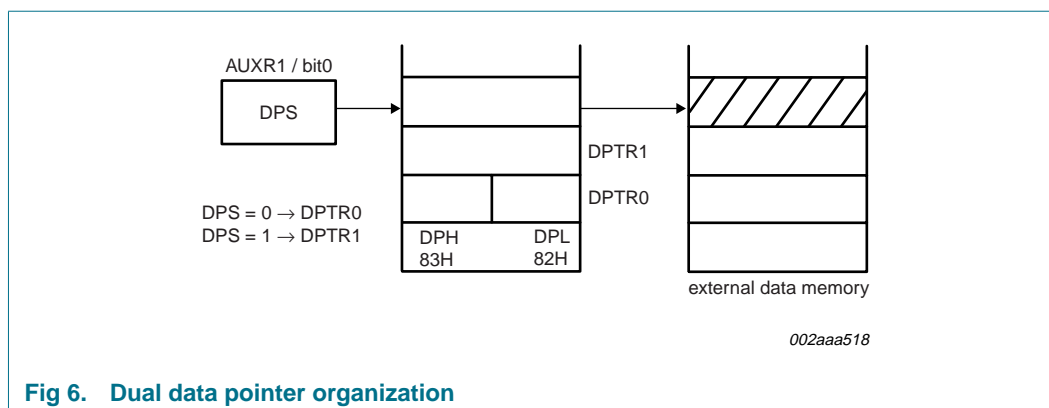 AUXR1 / bit0
DPS
DPTR1
DPTR0
DPS = 0 → DPTR0
DPS = 1 → DPTR1
DPH DPL
83H 82H
external data memory
002aaa518
Fig 6. Dual data pointer organization